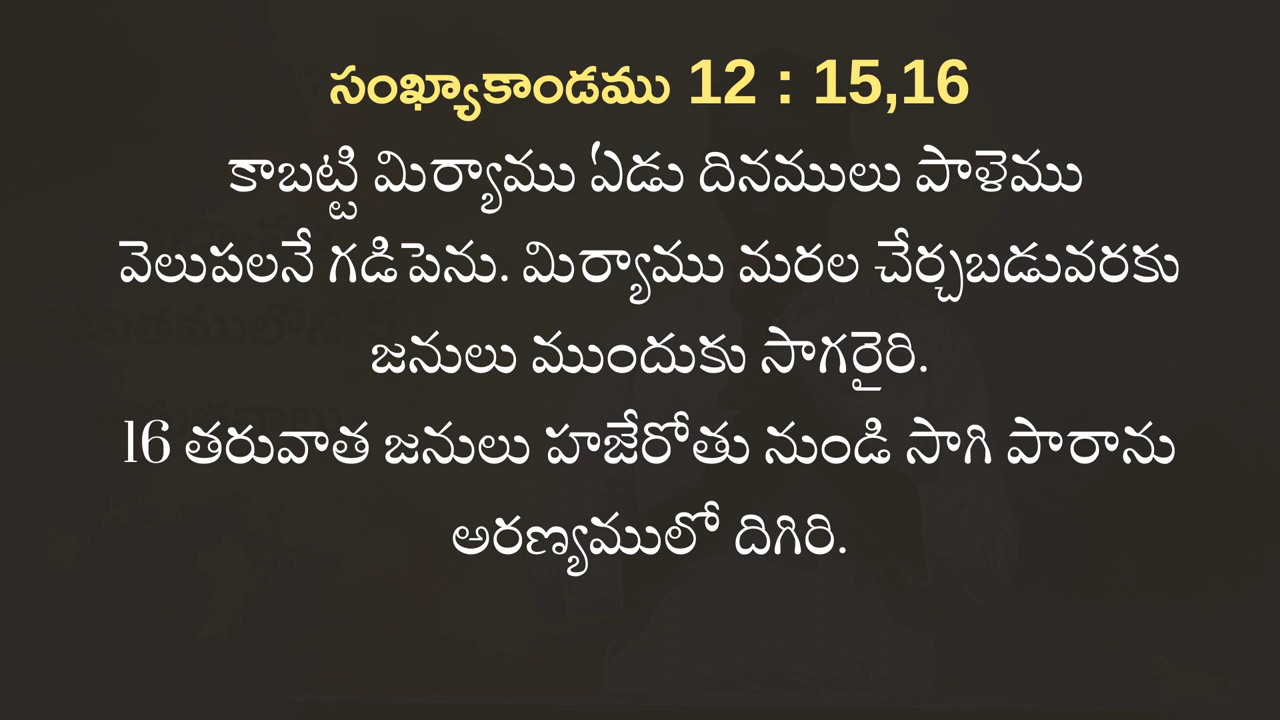 సంఖ్యాకాండము 12 : 15,16
కాబట్టి మిర్యాము ఏడు దినములు పాళెము
వెలుపలనే గడిపెను. మిర్యాము మరల చేర్చబడువరకు
జనులు ముందుకు సాగరైరి.
16 తరువాత జనులు హజేరోతు నుండి సాగి పారాను
అరణ్యములో దిగిరి.